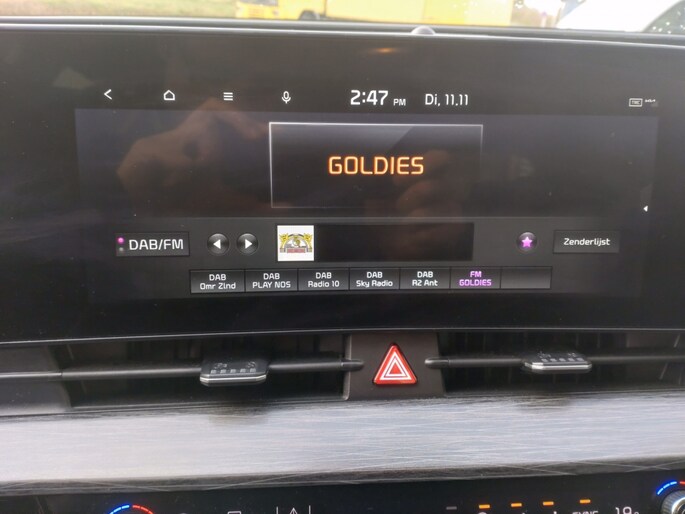 2:47 PM Di, 11.11
GOLDIES
DAB/FM
Zenderlijst
DAB
Omr Zlnd
DAB
PLAY NOS
DAB
Radio 10
DAB
Sky Radio
DAB
R2 Ant
FM
GOLDIES
SYNC